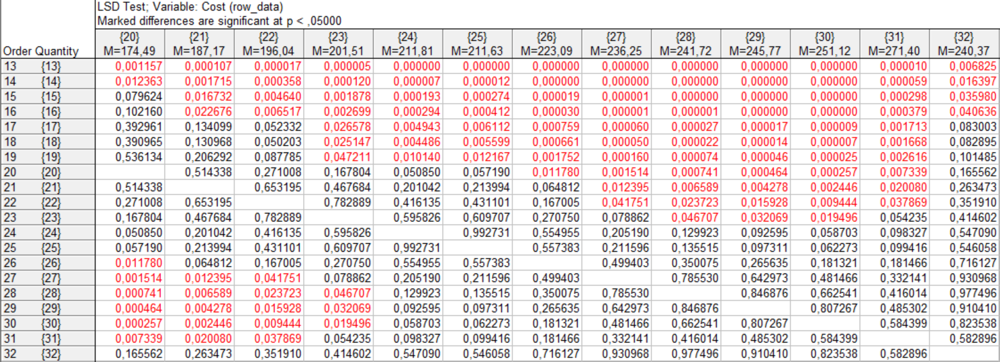 LSD Test; Variable: Cost (row_data)
Marked differences are significant at p < ,05000
{20} {21} {22} {23} {24} {25} {26} {27} {28} {29} {30} {31} {32}
Order Quantity M=174,49 M=187,17 M=196,04 M=201,51 M=211,81 M=211,63 M=223,09 M=236,25 M=241,72 M=245,77 M=251,12 M=271,40 M=240,37
13 {13} 0,001157 0,000107 0,000017 0,000005 0,000000 0,000000 0,000000 0,000000 0,000000 0,000000 0,000000 0,000010 0,006825
14 {14} 0,012363 0,001715 0,000358 0,000120 0,000007 0,000012 0,000000 0,000000 0,000000 0,000000 0,000000 0,000059 0,016397
15 {15} 0,079624 0,016732 0,004640 0,001878 0,000193 0,000274 0,000019 0,000001 0,000000 0,000000 0,000000 0,000298 0,035980
16 {16} 0,102160 0,022676 0,006517 0,002699 0,000294 0,000412 0,000030 0,000001 0,000001 0,000000 0,000000 0,000379 0,040636
17 {17} 0,392961 0,134099 0,052332 0,026578 0,004943 0,006112 0,000759 0,000060 0,000027 0,000017 0,000009 0,001713 0,083003
18 {18} 0,390965 0,130968 0,050203 0,025147 0,004486 0,005599 0,000661 0,000050 0,000022 0,000014 0,000007 0,001668 0,082895
19 {19} 0,536134 0,206292 0,087785 0,047211 0,010140 0,012167 0,001752 0,000160 0,000074 0,000046 0,000025 0,002616 0,101485
20 {20} 0,514338 0,271008 0,167804 0,050850 0,057190 0,011780 0,001514 0,000741 0,000464 0,000257 0,007339 0,165562
21 {21} 0,514338 0,653195 0,467684 0,201042 0,213994 0,064812 0,012395 0,006589 0,004278 0,002446 0,020080 0,263473
22 {22} 0,271008 0,653195 0,782889 0,416135 0,431101 0,167005 0,041751 0,023723 0,015928 0,009444 0,037869 0,351910
23 {23} 0,167804 0,467684 0,782889 0,595826 0,609707 0,270750 0,078862 0,046707 0,032069 0,019496 0,054235 0,414602
24 {24} 0,050850 0,201042 0,416135 0,595826 0,992731 0,554955 0,205190 0,129923 0,092595 0,058703 0,098327 0,547090
25 {25} 0,057190 0,213994 0,431101 0,609707 0,992731 0,557383 0,211596 0,135515 0,097311 0,062273 0,099416 0,546058
26 {26} 0,011780 0,064812 0,167005 0,270750 0,554955 0,557383 0,499403 0,350075 0,265635 0,181321 0,181466 0,716127
27 {27} 0,001514 0,012395 0,041751 0,078862 0,205190 0,211596 0,499403 0,785530 0,642973 0,481466 0,332141 0,930968
28 {28} 0,000741 0,006589 0,023723 0,046707 0,129923 0,135515 0,350075 0,785530 0,846876 0,662541 0,416014 0,977496
29 {29} 0,000464 0,004278 0,015928 0,032069 0,092595 0,097311 0,265635 0,642973 0,846876 0,807267 0,485302 0,910410
30 {30} 0,000257 0,002446 0,009444 0,019496 0,058703 0,062273 0,181321 0,481466 0,662541 0,807267 0,584399 0,823538
31 {31} 0,007339 0,020080 0,037869 0,054235 0,098327 0,099416 0,181466 0,332141 0,416014 0,485302 0,584399 0,582896
32 {32} 0,165562 0,263473 0,351910 0,414602 0,547090 0,546058 0,716127 0,930968 0,977496 0,910410 0,823538 0,582896